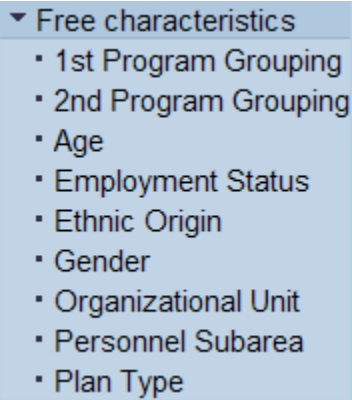 Free characteristics
1st Program Grouping
2nd Program Grouping
Age
Employment Status
Ethnic Origin
Gender
Organizational Unit
Personnel Subarea
Plan Type